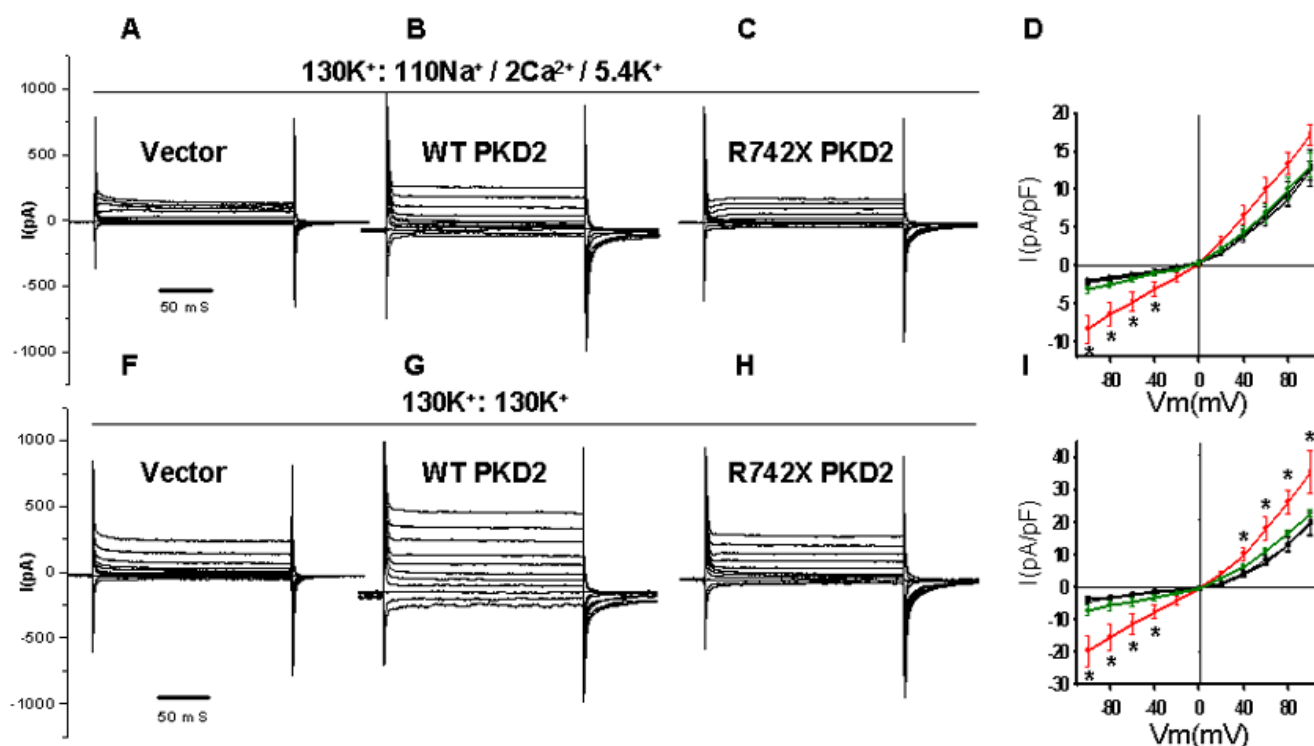 A B C D
130K⁺: 110Na⁺ / 2Ca²⁺ / 5.4K⁺
Vector WT PKD2 R742X PKD2
I(pA)
1000
500
0
-500
-1000
50 mS
I(pA/pF)
20
15
10
5
0
-5
-10
* * * *
-80 -40 0 40 80
Vm(mV)
F G H I
130K⁺: 130K⁺
Vector WT PKD2 R742X PKD2
I(pA)
1000
500
0
-500
-1000
50 mS
I(pA/pF)
40
30
20
10
0
-10
-20
-30
* * * *
* * * *
-80 -40 0 40 80
Vm(mV)